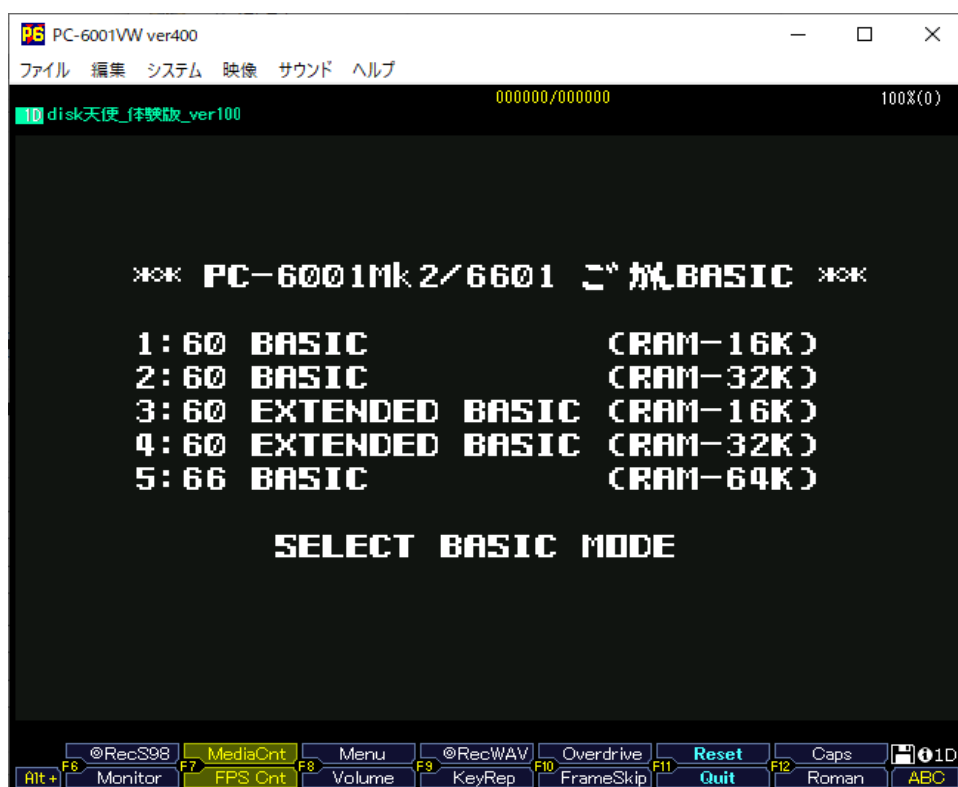 P6 PC-6001VW ver400
ファイル 編集 システム 映像 サウンド ヘルプ
000000/000000 100%(0)
1D disk天使_体験版_ver100
*** PC-6001Mk2/6601 ごがんBASIC ***
1:60 BASIC (RAM-16K)
2:60 BASIC (RAM-32K)
3:60 EXTENDED BASIC (RAM-16K)
4:60 EXTENDED BASIC (RAM-32K)
5:66 BASIC (RAM-64K)
SELECT BASIC MODE
@RecS98 MediaCnt Menu @RecWAV Overdrive Reset Caps 1D
Alt+ F6 Monitor F7 FPS Cnt F8 Volume F9 KeyRep F10 FrameSkip F11 Quit F12 Roman ABC